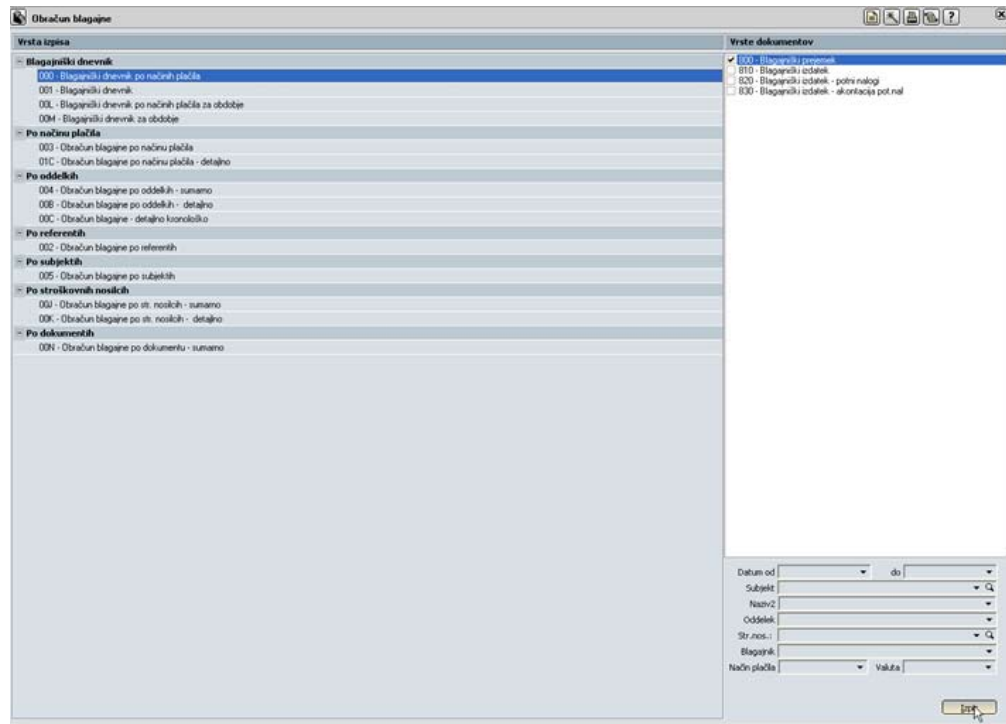 Obračun blagajne
Vrsta izpisa
Blagajniški dnevnik
000 - Blagajniški dnevnik po načinih plačila
001 - Blagajniški dnevnik
00L - Blagajniški dnevnik po načinih plačila za obdobje
00M - Blagajniški dnevnik za obdobje
Po načinu plačila
003 - Obračun blagajne po načinu plačila
01C - Obračun blagajne po načinu plačila - detajlno
Po oddelkih
004 - Obračun blagajne po oddelkih - sumarno
00B - Obračun blagajne po oddelkih - detajlno
00C - Obračun blagajne - detajlno kronološko
Po referentih
002 - Obračun blagajne po referentih
Po subjektih
005 - Obračun blagajne po subjektih
Po stroškovnih nosilcih
00J - Obračun blagajne po str. nosilcih - sumarno
00K - Obračun blagajne po str. nosilcih - detajlno
Po dokumentih
00N - Obračun blagajne po dokumentu - sumarno
Vrste dokumentov
800 - Blagajniški prejemek
810 - Blagajniški izdatek
820 - Blagajniški izdatek - potni nalogi
830 - Blagajniški izdatek - akontacija pot.nal
Datum od do
Subjekt
Naziv2
Oddelek
Str.nos.:
Blagajnik
Način plačila Valuta